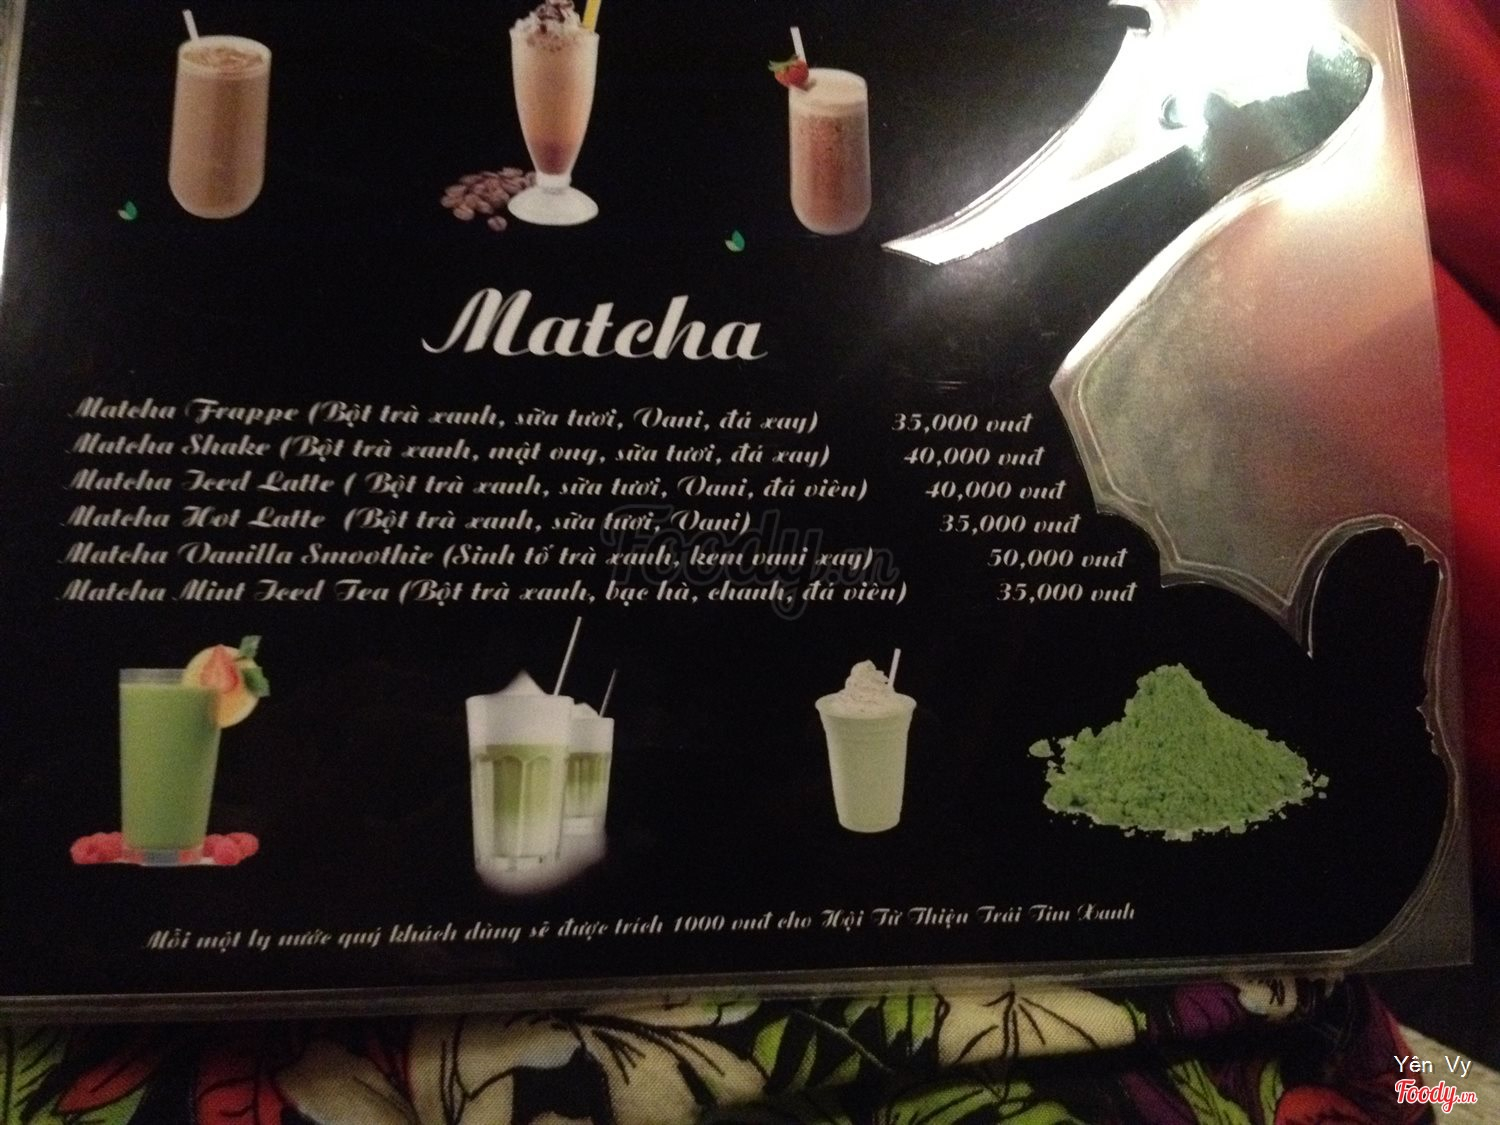 Matcha
Matcha Frappe (Bột trà xanh, sữa tươi, Vani, đá xay) 35,000 vnđ
Matcha Shake (Bột trà xanh, mật ong, sữa tươi, đá xay) 40,000 vnđ
Matcha Iced Latte ( Bột trà xanh, sữa tươi, Vani, đá viên) 40,000 vnđ
Matcha Hot Latte (Bột trà xanh, sữa tươi, Vani) 35,000 vnđ
Matcha Vanilla Smoothie (Sinh tố trà xanh, kem vani xay) 50,000 vnđ
Matcha Mint Iced Tea (Bột trà xanh, bạc hà, chanh, đá viên) 35,000 vnđ
Foody.vn
Mỗi một ly nước quý khách dùng sẽ được trích 1000 vnđ cho Hội Từ Thiện Trái Tim Xanh
Yên Vy
Foody.vn